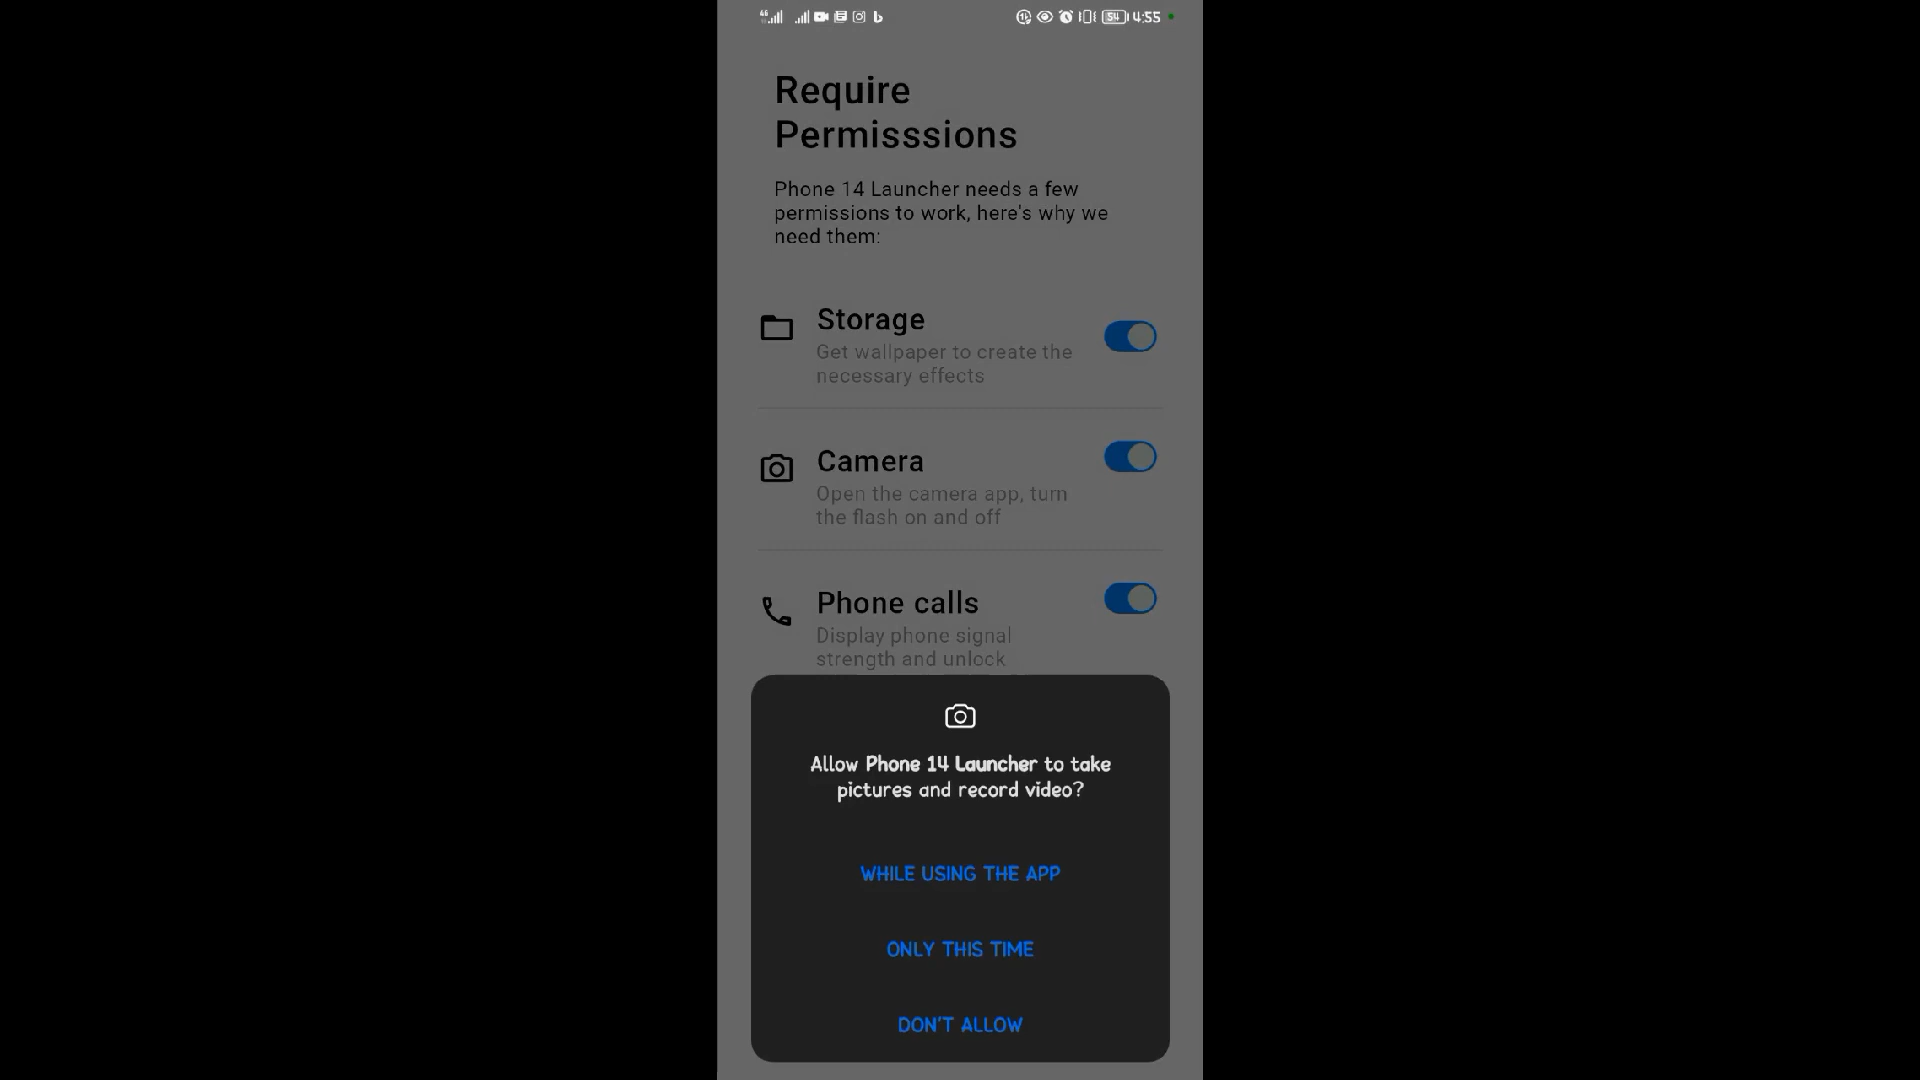 4G 54 4:55
Require
Permisssions
Phone 14 Launcher needs a few
permissions to work, here's why we
need them:
Storage
Get wallpaper to create the
necessary effects
Camera
Open the camera app, turn
the flash on and off
Phone calls
Display phone signal
strength and unlock
Allow Phone 14 Launcher to take
pictures and record video?
WHILE USING THE APP
ONLY THIS TIME
DON'T ALLOW